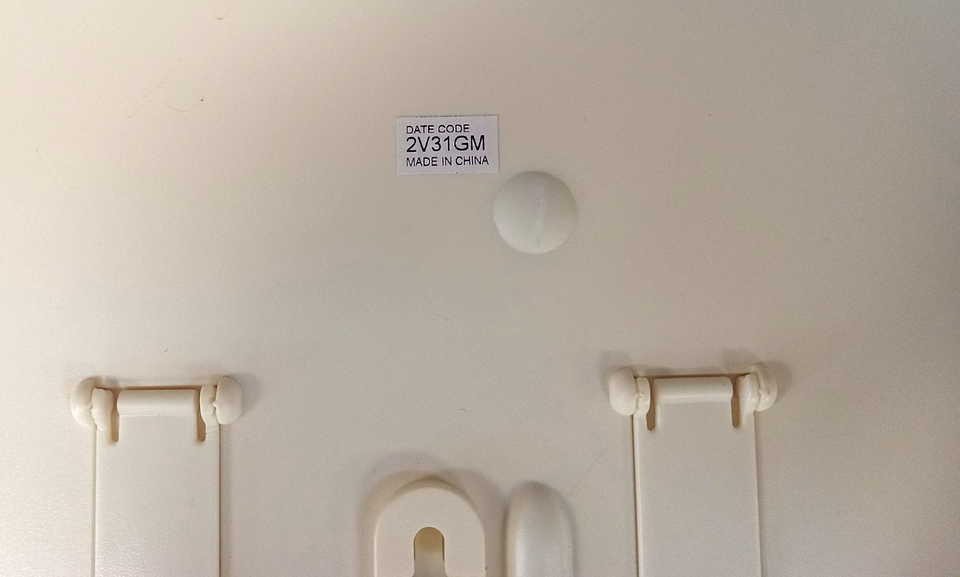 DATE CODE
2V31GM
MADE IN CHINA